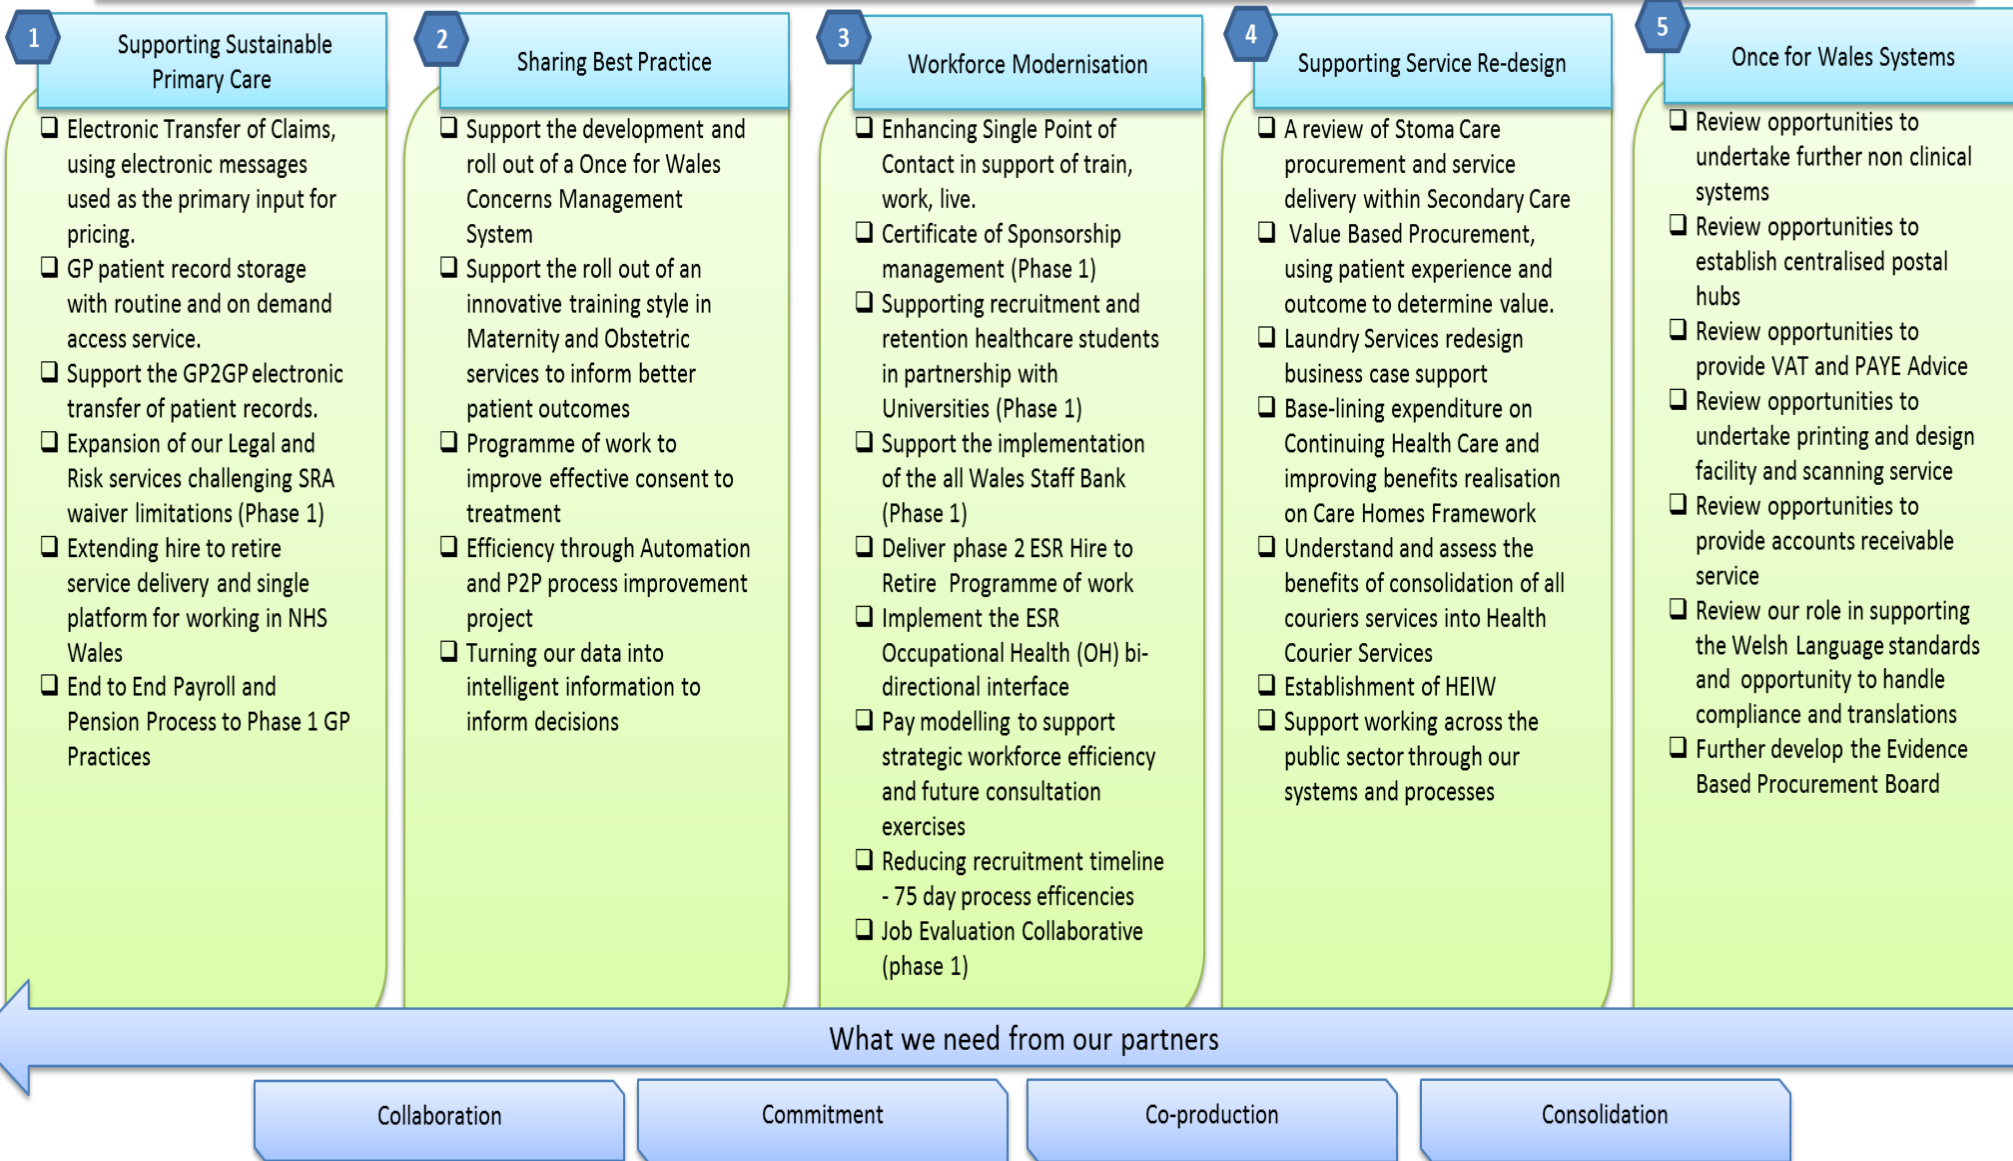 1
Supporting Sustainable
Primary Care
❑ Electronic Transfer of Claims,
using electronic messages
used as the primary input for
pricing.
❑ GP patient record storage
with routine and on demand
access service.
❑ Support the GP2GP electronic
transfer of patient records.
❑ Expansion of our Legal and
Risk services challenging SRA
waiver limitations (Phase 1)
❑ Extending hire to retire
service delivery and single
platform for working in NHS
Wales
❑ End to End Payroll and
Pension Process to Phase 1 GP
Practices
2
Sharing Best Practice
❑ Support the development and
roll out of a Once for Wales
Concerns Management
System
❑ Support the roll out of an
innovative training style in
Maternity and Obstetric
services to inform better
patient outcomes
❑ Programme of work to
improve effective consent to
treatment
❑ Efficiency through Automation
and P2P process improvement
project
❑ Turning our data into
intelligent information to
inform decisions
3
Workforce Modernisation
❑ Enhancing Single Point of
Contact in support of train,
work, live.
❑ Certificate of Sponsorship
management (Phase 1)
❑ Supporting recruitment and
retention healthcare students
in partnership with
Universities (Phase 1)
❑ Support the implementation
of the all Wales Staff Bank
(Phase 1)
❑ Deliver phase 2 ESR Hire to
Retire Programme of work
❑ Implement the ESR
Occupational Health (OH) bi-
directional interface
❑ Pay modelling to support
strategic workforce efficiency
and future consultation
exercises
❑ Reducing recruitment timeline
- 75 day process efficencies
❑ Job Evaluation Collaborative
(phase 1)
4
Supporting Service Re-design
❑ A review of Stoma Care
procurement and service
delivery within Secondary Care
❑ Value Based Procurement,
using patient experience and
outcome to determine value.
❑ Laundry Services redesign
business case support
❑ Base-lining expenditure on
Continuing Health Care and
improving benefits realisation
on Care Homes Framework
❑ Understand and assess the
benefits of consolidation of all
couriers services into Health
Courier Services
❑ Establishment of HEIW
❑ Support working across the
public sector through our
systems and processes
5
Once for Wales Systems
❑ Review opportunities to
undertake further non clinical
systems
❑ Review opportunities to
establish centralised postal
hubs
❑ Review opportunities to
provide VAT and PAYE Advice
❑ Review opportunities to
undertake printing and design
facility and scanning service
❑ Review opportunities to
provide accounts receivable
service
❑ Review our role in supporting
the Welsh Language standards
and opportunity to handle
compliance and translations
❑ Further develop the Evidence
Based Procurement Board
What we need from our partners
Collaboration
Commitment
Co-production
Consolidation